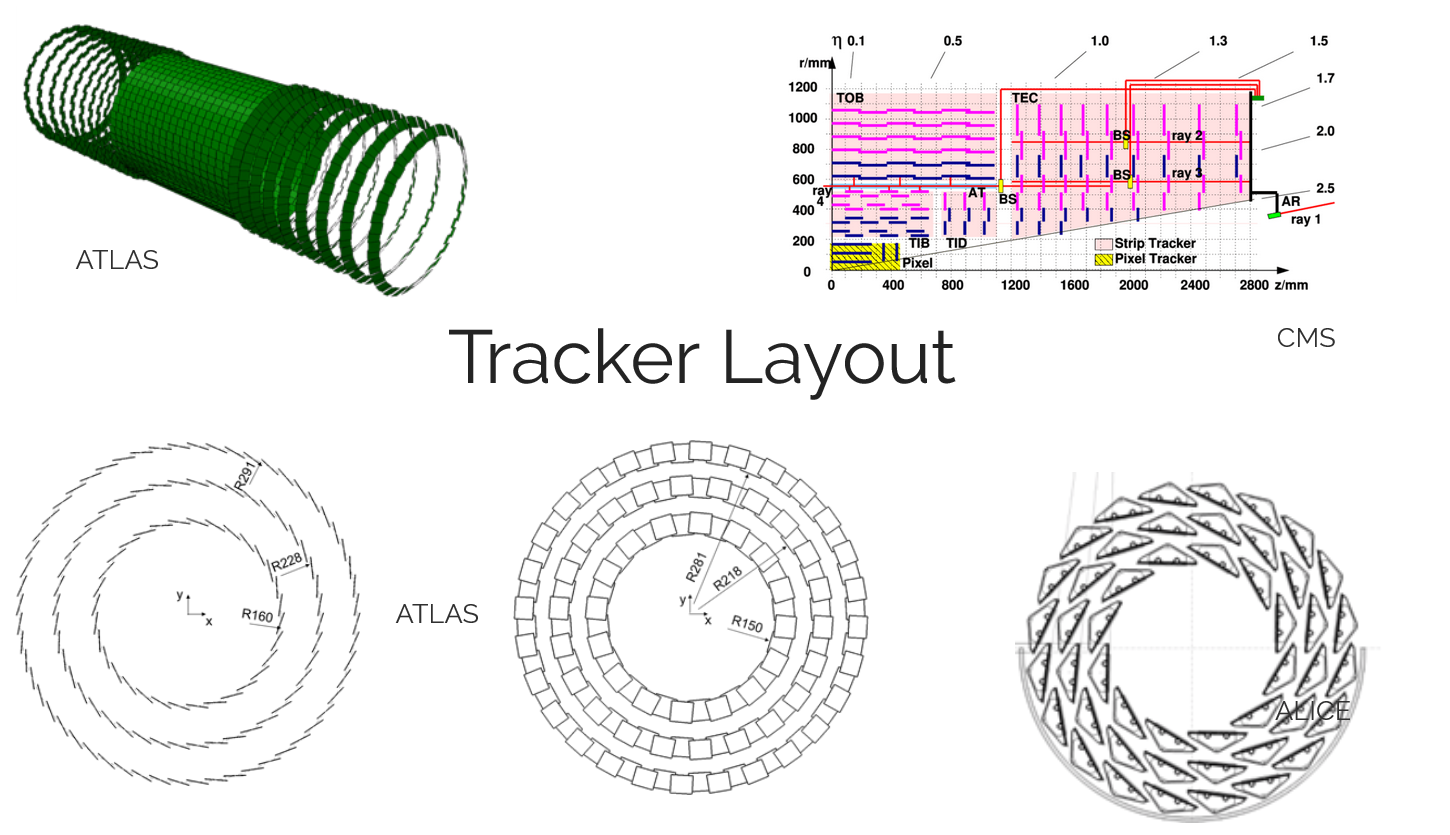 η 0.1 0.5 1.0 1.3 1.5
r/mm
1.7
1200
TOB TEC
1000
2.0
BS ray 2
800
BS ray 3
600
ray
4
AT BS
2.5
AR
400
ray 1
200
TIB TID
Strip Tracker
Pixel
Pixel Tracker
0
0 400 800 1200 1600 2000 2400 2800 z/mm
ATLAS
CMS
Tracker Layout
R291
R228
R160
y
x
ATLAS
R281
R218
R150
y
x
ALICE